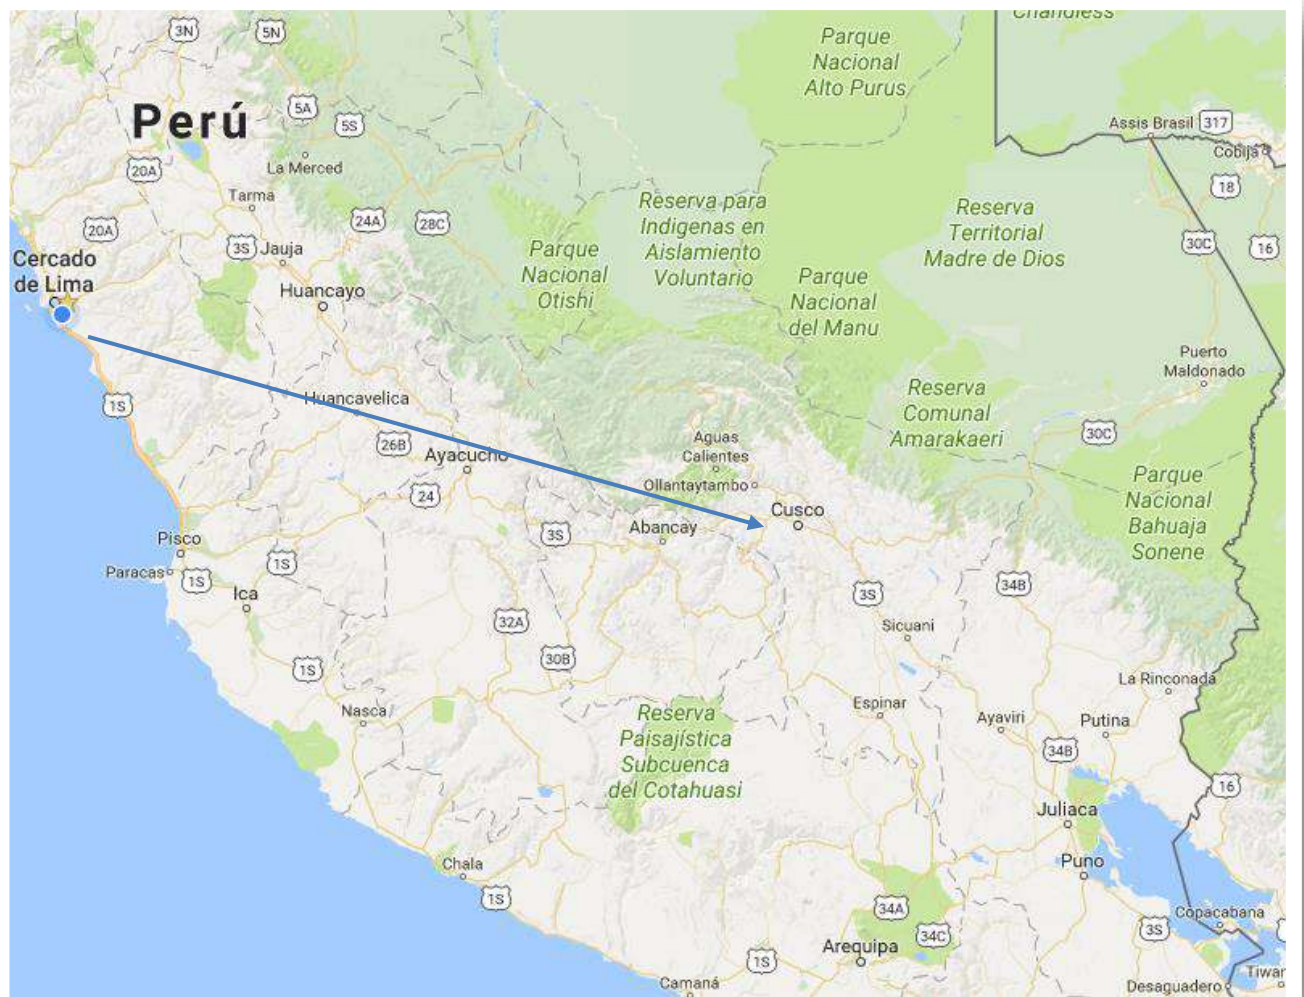 Chandless
3N
5N
Parque
Nacional
Alto Purus
Perú
5A
5S
Assis Brasil
317
Cobija
La Merced
20A
18
Tarma
Reserva para
Indigenas en
Aislamiento
Voluntario
Reserva
Territorial
Madre de Dios
24A
28C
20A
3S
Jauja
30C
16
Parque
Nacional
Otishi
Cercado
de Lima
Parque
Nacional
del Manu
Huancayo
Puerto
Maldonado
1S
Huancavelica
Reserva
Comunal
Amarakaeri
30C
26B
Ayacucho
Aguas
Calientes
Ollantaytambo
24
Parque
Nacional
Bahuaja
Sonene
Cusco
Abancay
3S
Pisco
1S
Paracas
1S
Ica
34B
3S
32A
Sicuani
30B
1S
La Rinconada
Nasca
Reserva
Paisajística
Subcuenca
del Cotahuasi
Espinar
Ayaviri
Putina
34B
16
Juliaca
Chala
Puno
1S
34A
Copacabana
34C
3S
Arequipa
1S
Tiwan
Camaná
Desaguadero